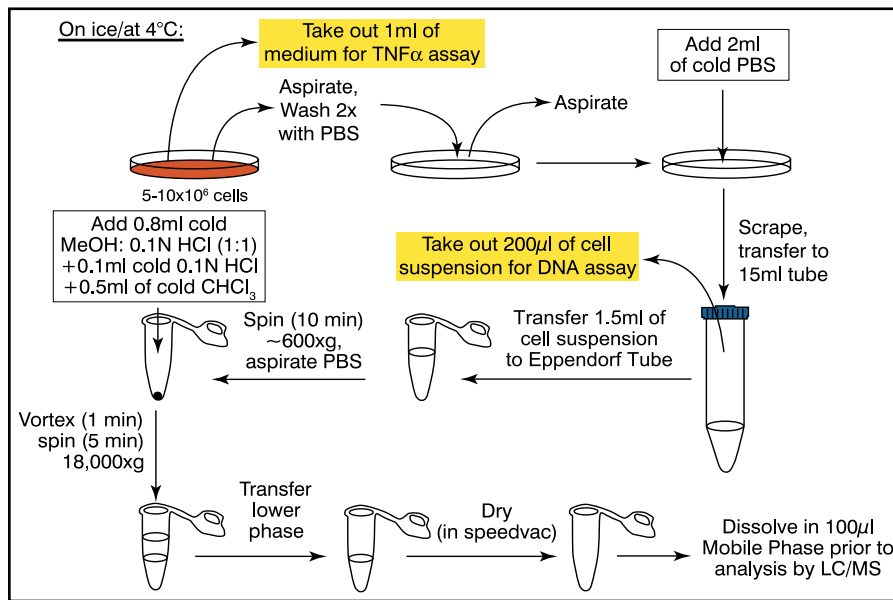 On ice/at 4°C:
Take out 1ml of
medium for TNFα assay
Add 2ml
of cold PBS
Aspirate,
Wash 2x
with PBS
Aspirate
5-10x10⁶ cells
Add 0.8ml cold
MeOH: 0.1N HCl (1:1)
+0.1ml cold 0.1N HCl
+0.5ml of cold CHCl₃
Take out 200µl of cell
suspension for DNA assay
Scrape,
transfer to
15ml tube
Spin (10 min)
~600xg,
aspirate PBS
Transfer 1.5ml of
cell suspension
to Eppendorf Tube
Vortex (1 min)
spin (5 min)
18,000xg
Transfer
lower
phase
Dry
(in speedvac)
Dissolve in 100µl
Mobile Phase prior to
analysis by LC/MS